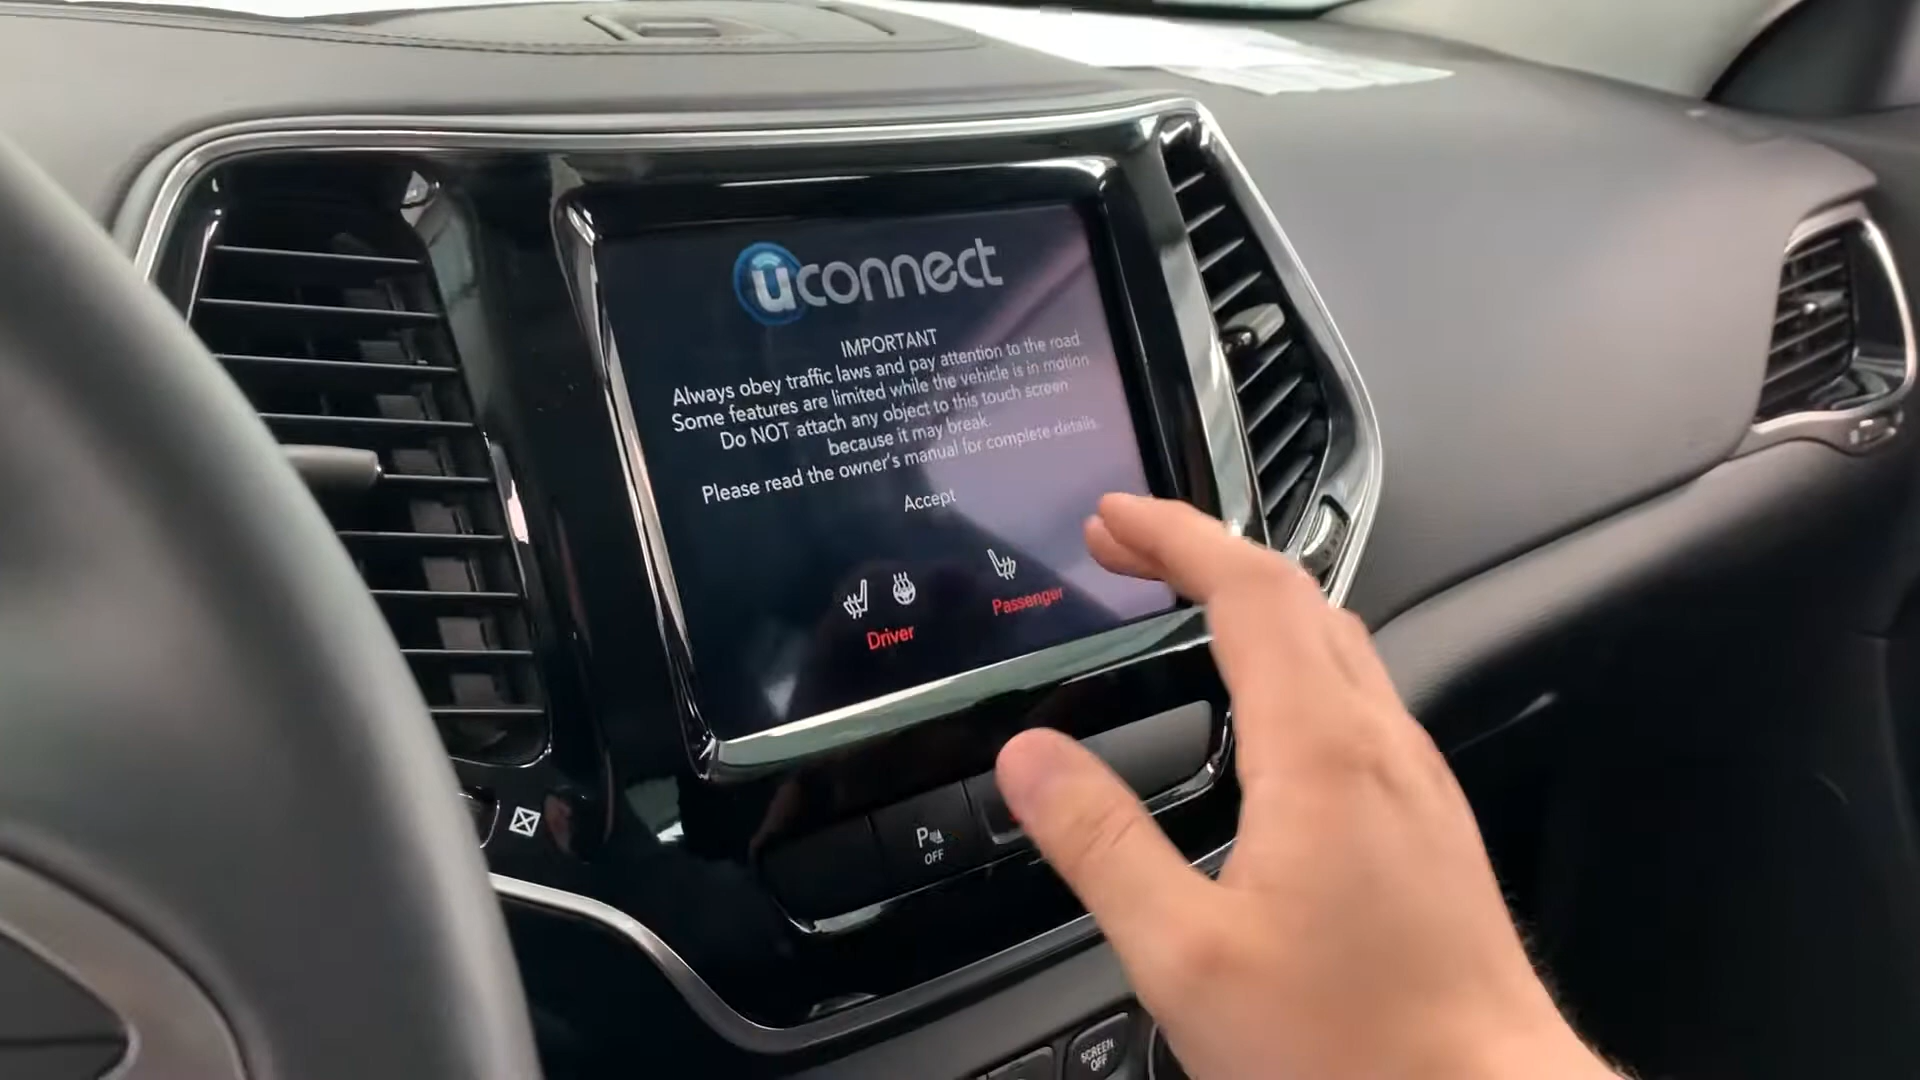 uconnect
IMPORTANT
Always obey traffic laws and pay attention to the road.
Some features are limited while the vehicle is in motion
Do NOT attach any object to this touch screen
because it may break.
Please read the owner's manual for complete details.
Accept
Driver
Passenger
P
OFF
SCREEN
OFF